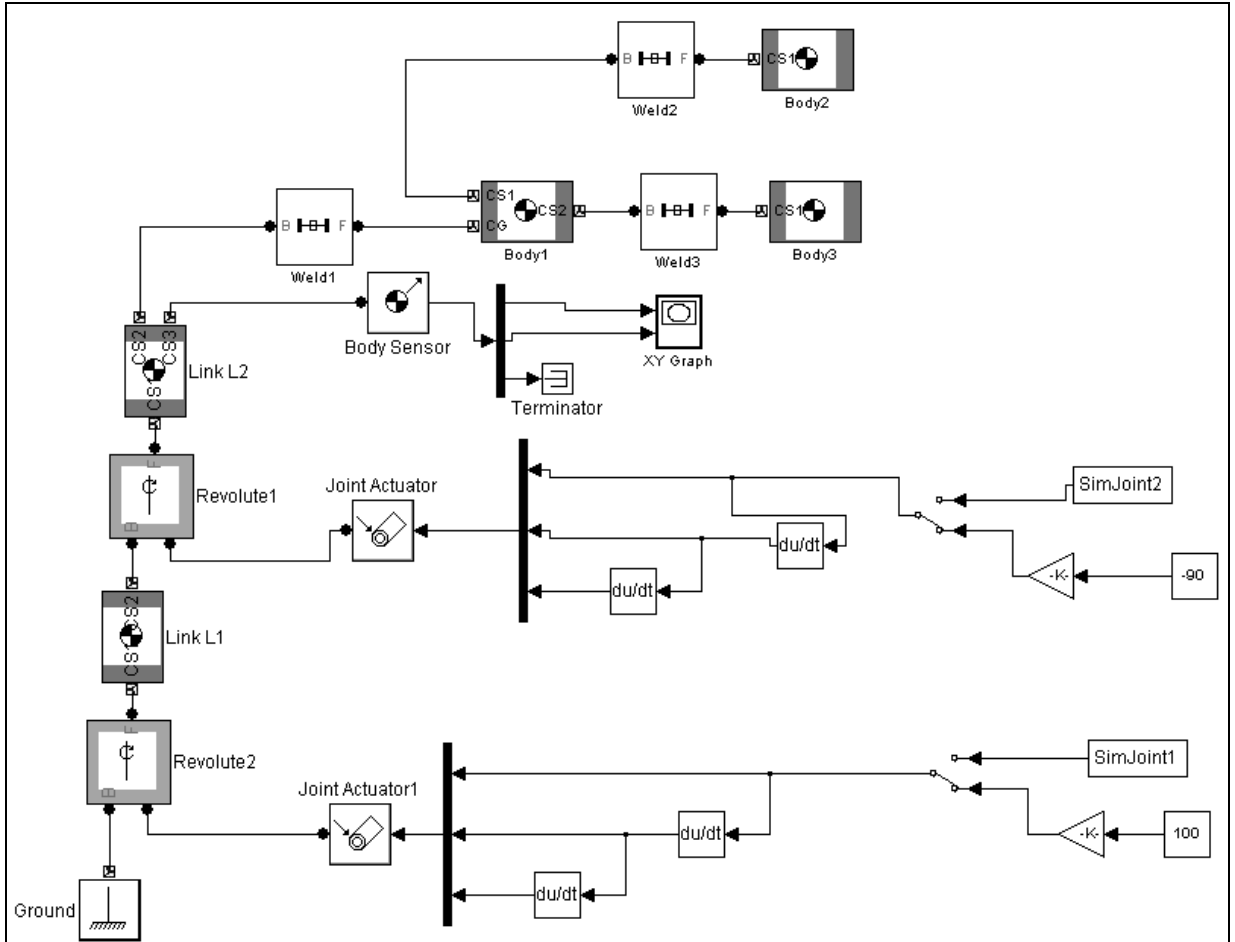 B F
CS1
Weld2
Body2
CS1
CS2
CG
B F
CS1
B F
Body1
Weld3
Body3
Weld1
CS2
CS3
CS1
Link L2
Body Sensor
XY Graph
Terminator
F
B
Revolute1
Joint Actuator
SimJoint2
du/dt
du/dt
-K-
-90
CS2
CS1
Link L1
F
B
Revolute2
Joint Actuator1
SimJoint1
du/dt
-K-
100
du/dt
Ground